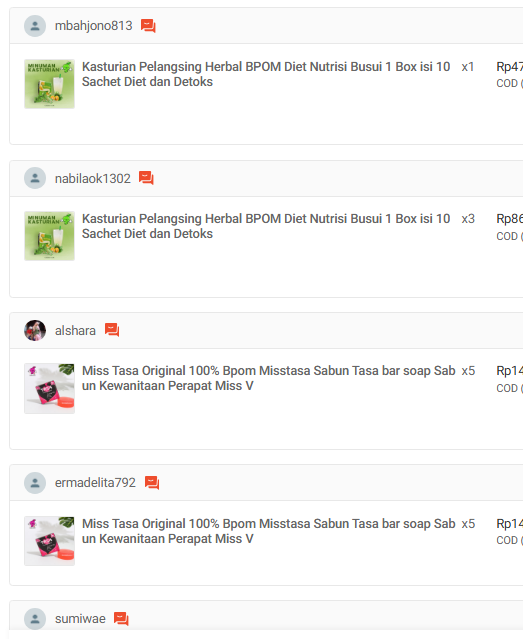 mbahjono813
MINUMAN
KASTURIAN
Kasturian Pelangsing Herbal BPOM Diet Nutrisi Busui 1 Box isi 10 x1 Rp47
Sachet Diet dan Detoks COD (
nabilaok1302
MINUMAN
KASTURIAN
Kasturian Pelangsing Herbal BPOM Diet Nutrisi Busui 1 Box isi 10 x3 Rp86
Sachet Diet dan Detoks COD (
alshara
Miss Tasa Original 100% Bpom Misstasa Sabun Tasa bar soap Sab x5 Rp14
un Kewanitaan Perapat Miss V COD (
ermadelita792
Miss Tasa Original 100% Bpom Misstasa Sabun Tasa bar soap Sab x5 Rp14
un Kewanitaan Perapat Miss V COD (
sumiwae